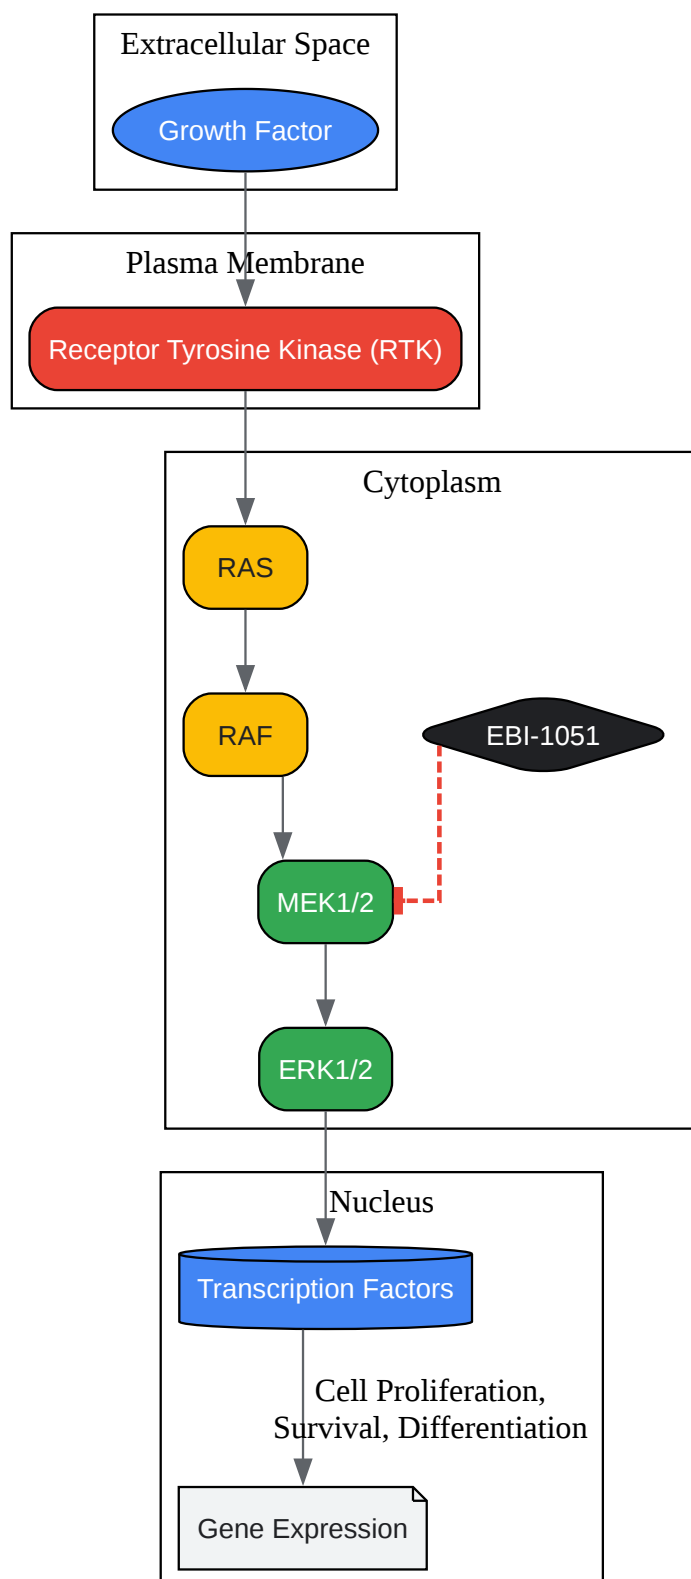 Extracellular Space
Growth Factor
Plasma Membrane
Receptor Tyrosine Kinase (RTK)
Cytoplasm
RAS
RAF
EBI-1051
MEK1/2
ERK1/2
Nucleus
Transcription Factors
Cell Proliferation,
Survival, Differentiation
Gene Expression